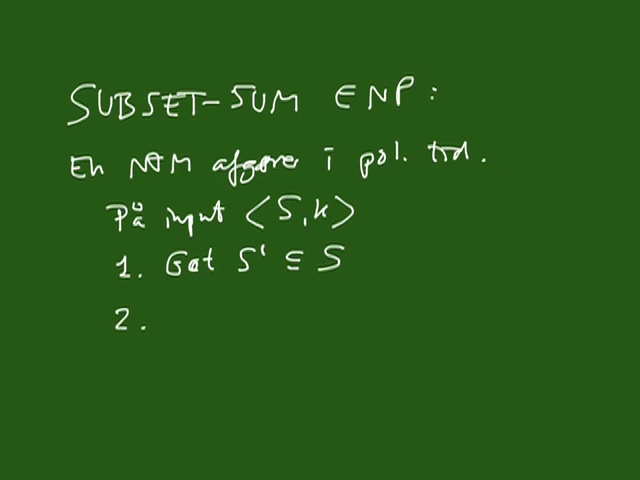 SUBSET-SUM ∈ NP:
En NTM afgøre i pol. tid.
På input <S,k>
1. Gæt S' ⊆ S
2.